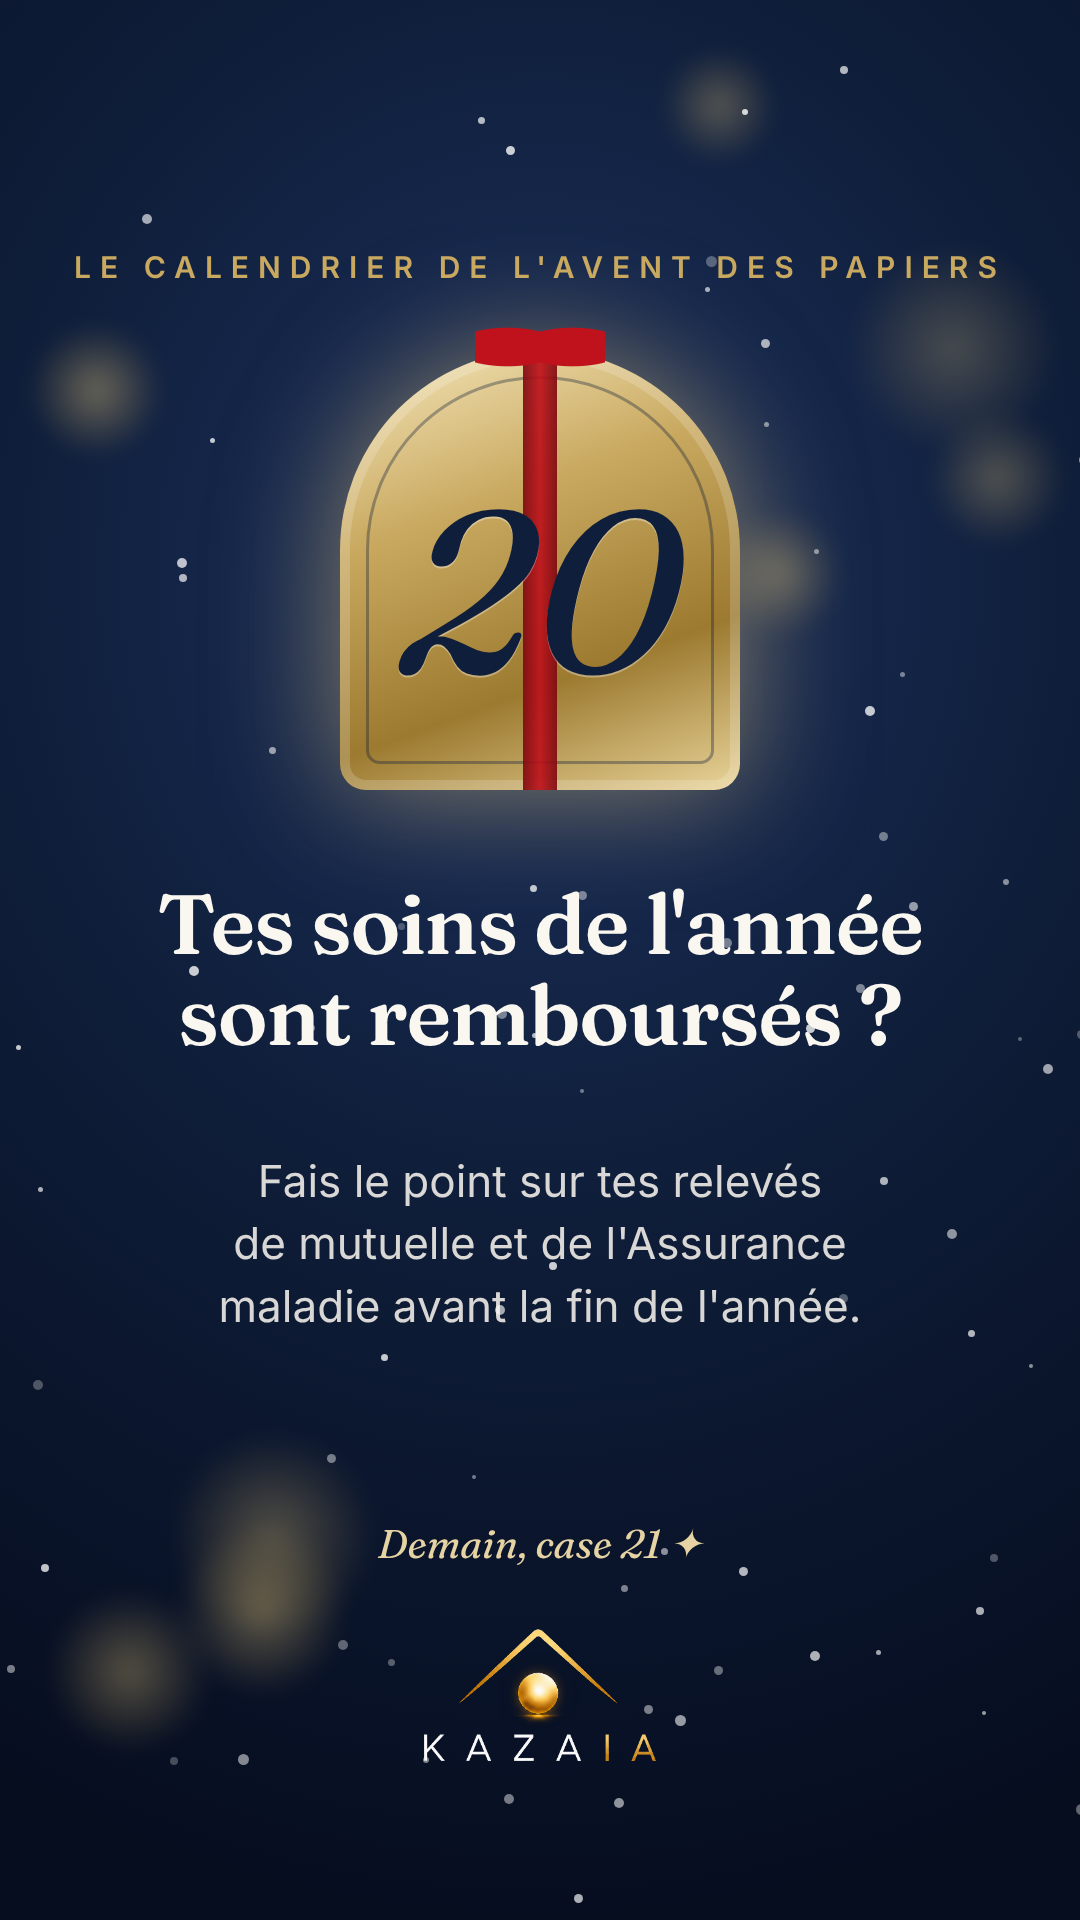 LE CALENDRIER DE L'AVENT DES PAPIERS
20
Tes soins de l'année
sont remboursés ?
Fais le point sur tes relevés
de mutuelle et de l'Assurance
maladie avant la fin de l'année.
Demain, case 21 ✦
KAZAIA